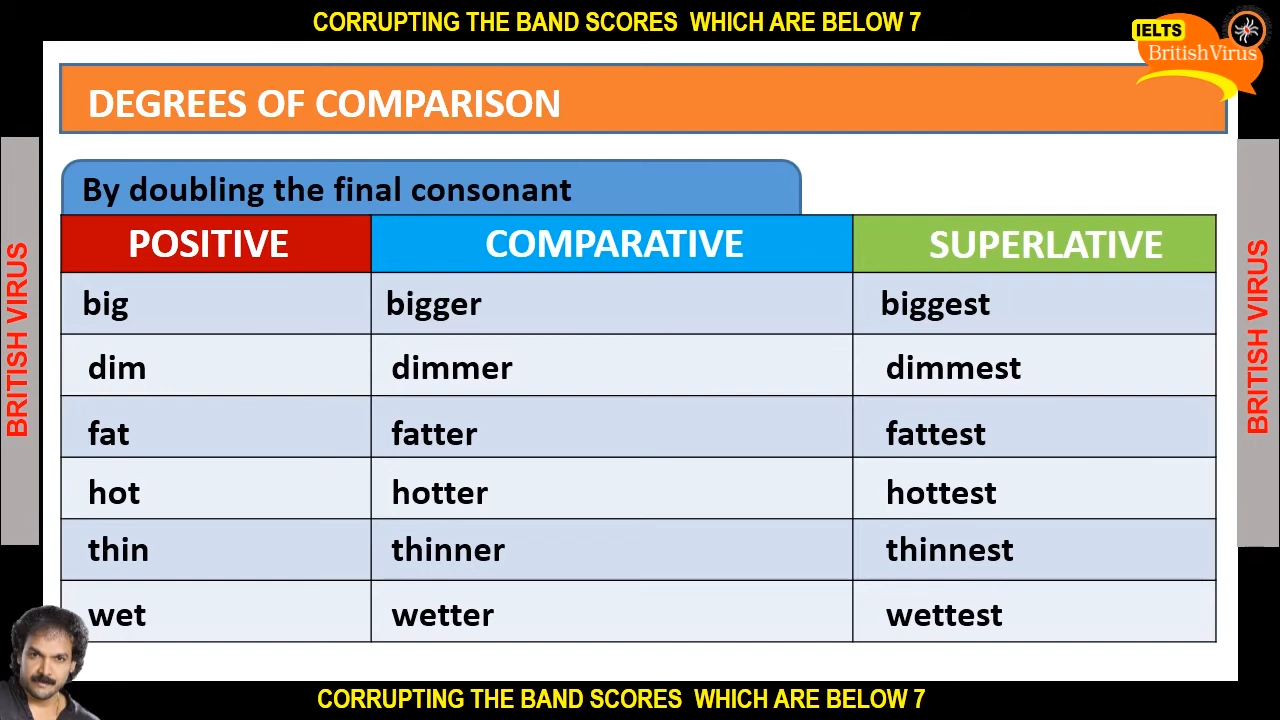 CORRUPTING THE BAND SCORES WHICH ARE BELOW 7
IELTS
BritishVirus
DEGREES OF COMPARISON
By doubling the final consonant
POSITIVE COMPARATIVE SUPERLATIVE
big bigger biggest
dim dimmer dimmest
fat fatter fattest
hot hotter hottest
thin thinner thinnest
wet wetter wettest
BRITISH VIRUS
BRITISH VIRUS
CORRUPTING THE BAND SCORES WHICH ARE BELOW 7